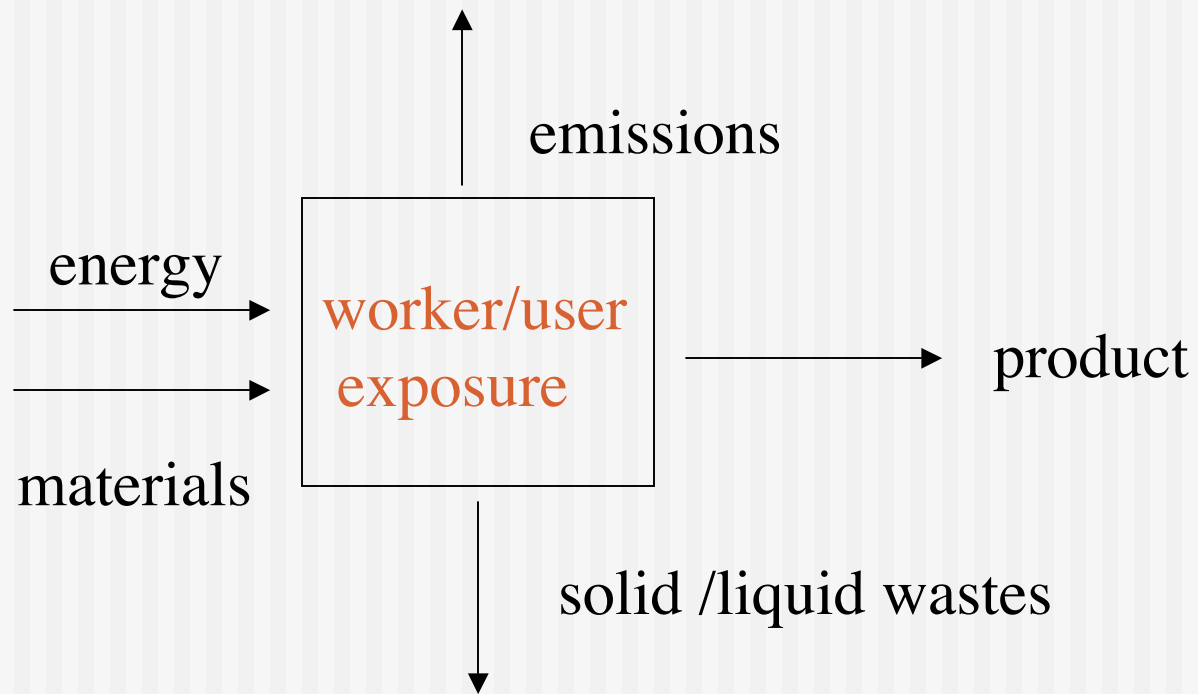 emissions
energy
worker/user
exposure
product
materials
solid /liquid wastes